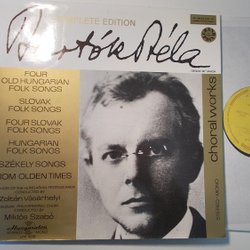 COMPLETE EDITION
Bartók Béla
FOUR
OLD HUNGARIAN
FOLK SONGS
SLOVAK
FOLK SONGS
FOUR SLOVAK
FOLK SONGS
HUNGARIAN
FOLK SONGS
SZÉKELY SONGS
FROM OLDEN TIMES
Zoltán Vásárhelyi
Miklós Szabó
Hungaroton
choral works
STEREO-MONO